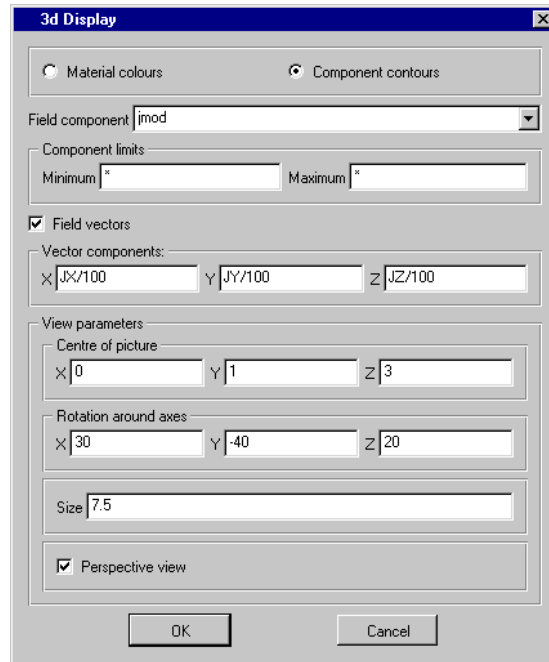 3d Display
Material colours Component contours
Field component jmod
Component limits
Minimum * Maximum *
Field vectors
Vector components:
X JX/100 Y JY/100 Z JZ/100
View parameters
Centre of picture
X 0 Y 1 Z 3
Rotation around axes
X 30 Y -40 Z 20
Size 7.5
Perspective view
OK Cancel